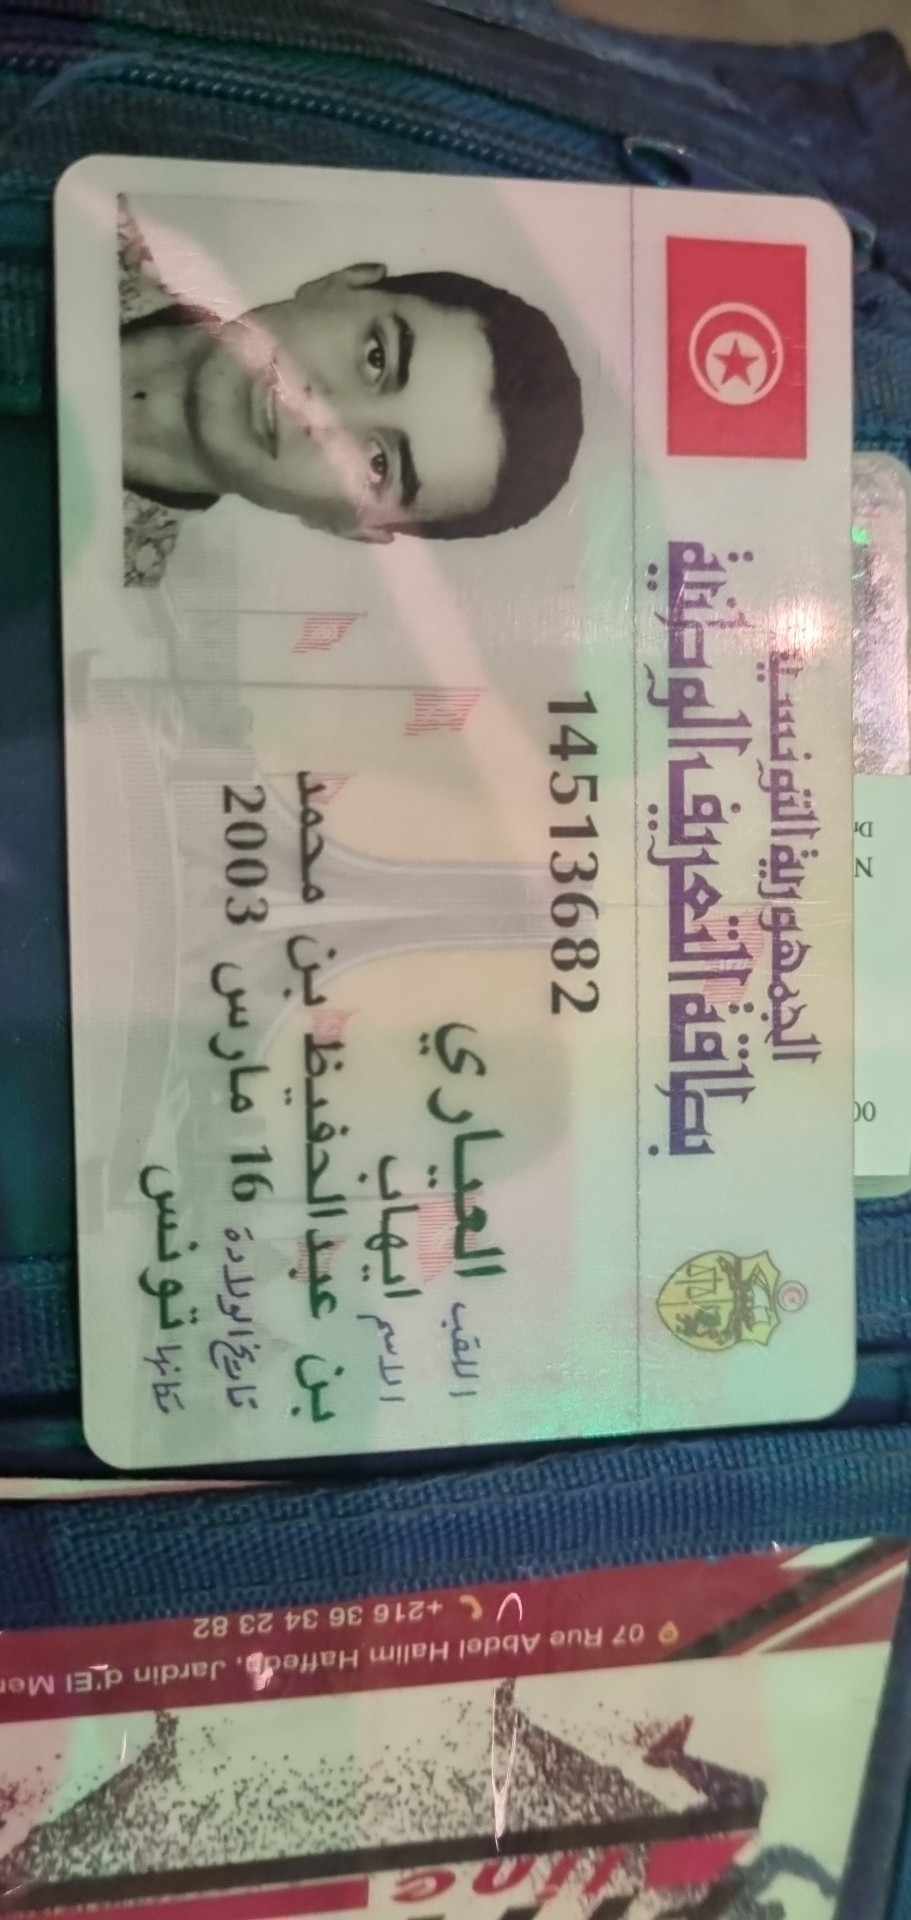 الجمهورية التونسية
بطاقة التعريف الوطنية
14513682
اللقب العياري
الاسم ايهاب
بن عبدالحفيظ بن محمد
تاريخ الولادة 16 مارس 2003
مكانها تونس
07 Rue Abdel Halim Haffedh, Jardin d'El Men
+216 36 34 23 82